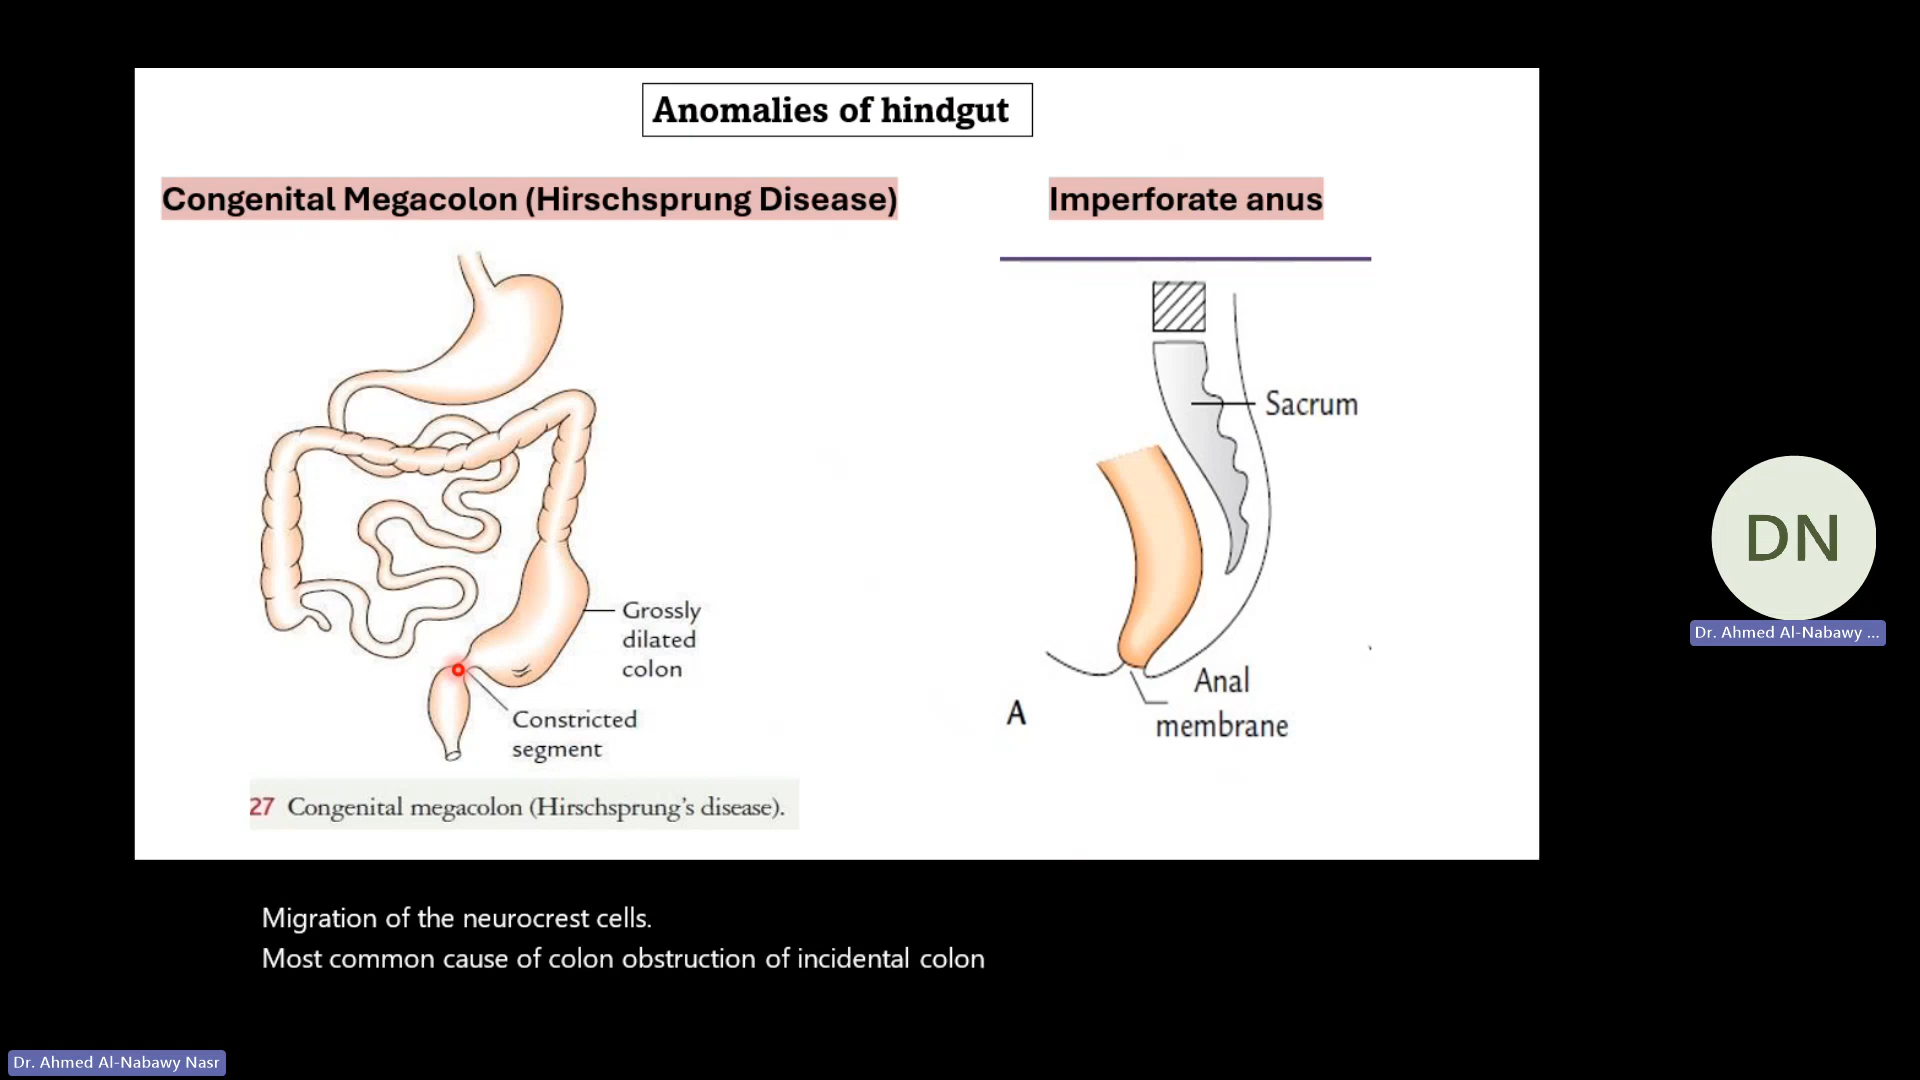 Anomalies of hindgut
Congenital Megacolon (Hirschsprung Disease)
Grossly
dilated
colon
Constricted
segment
27 Congenital megacolon (Hirschsprung's disease).
Imperforate anus
Sacrum
Anal
membrane
A
DN
Dr. Ahmed Al-Nabawy ...
Migration of the neurocrest cells.
Most common cause of colon obstruction of incidental colon
Dr. Ahmed Al-Nabawy Nasr